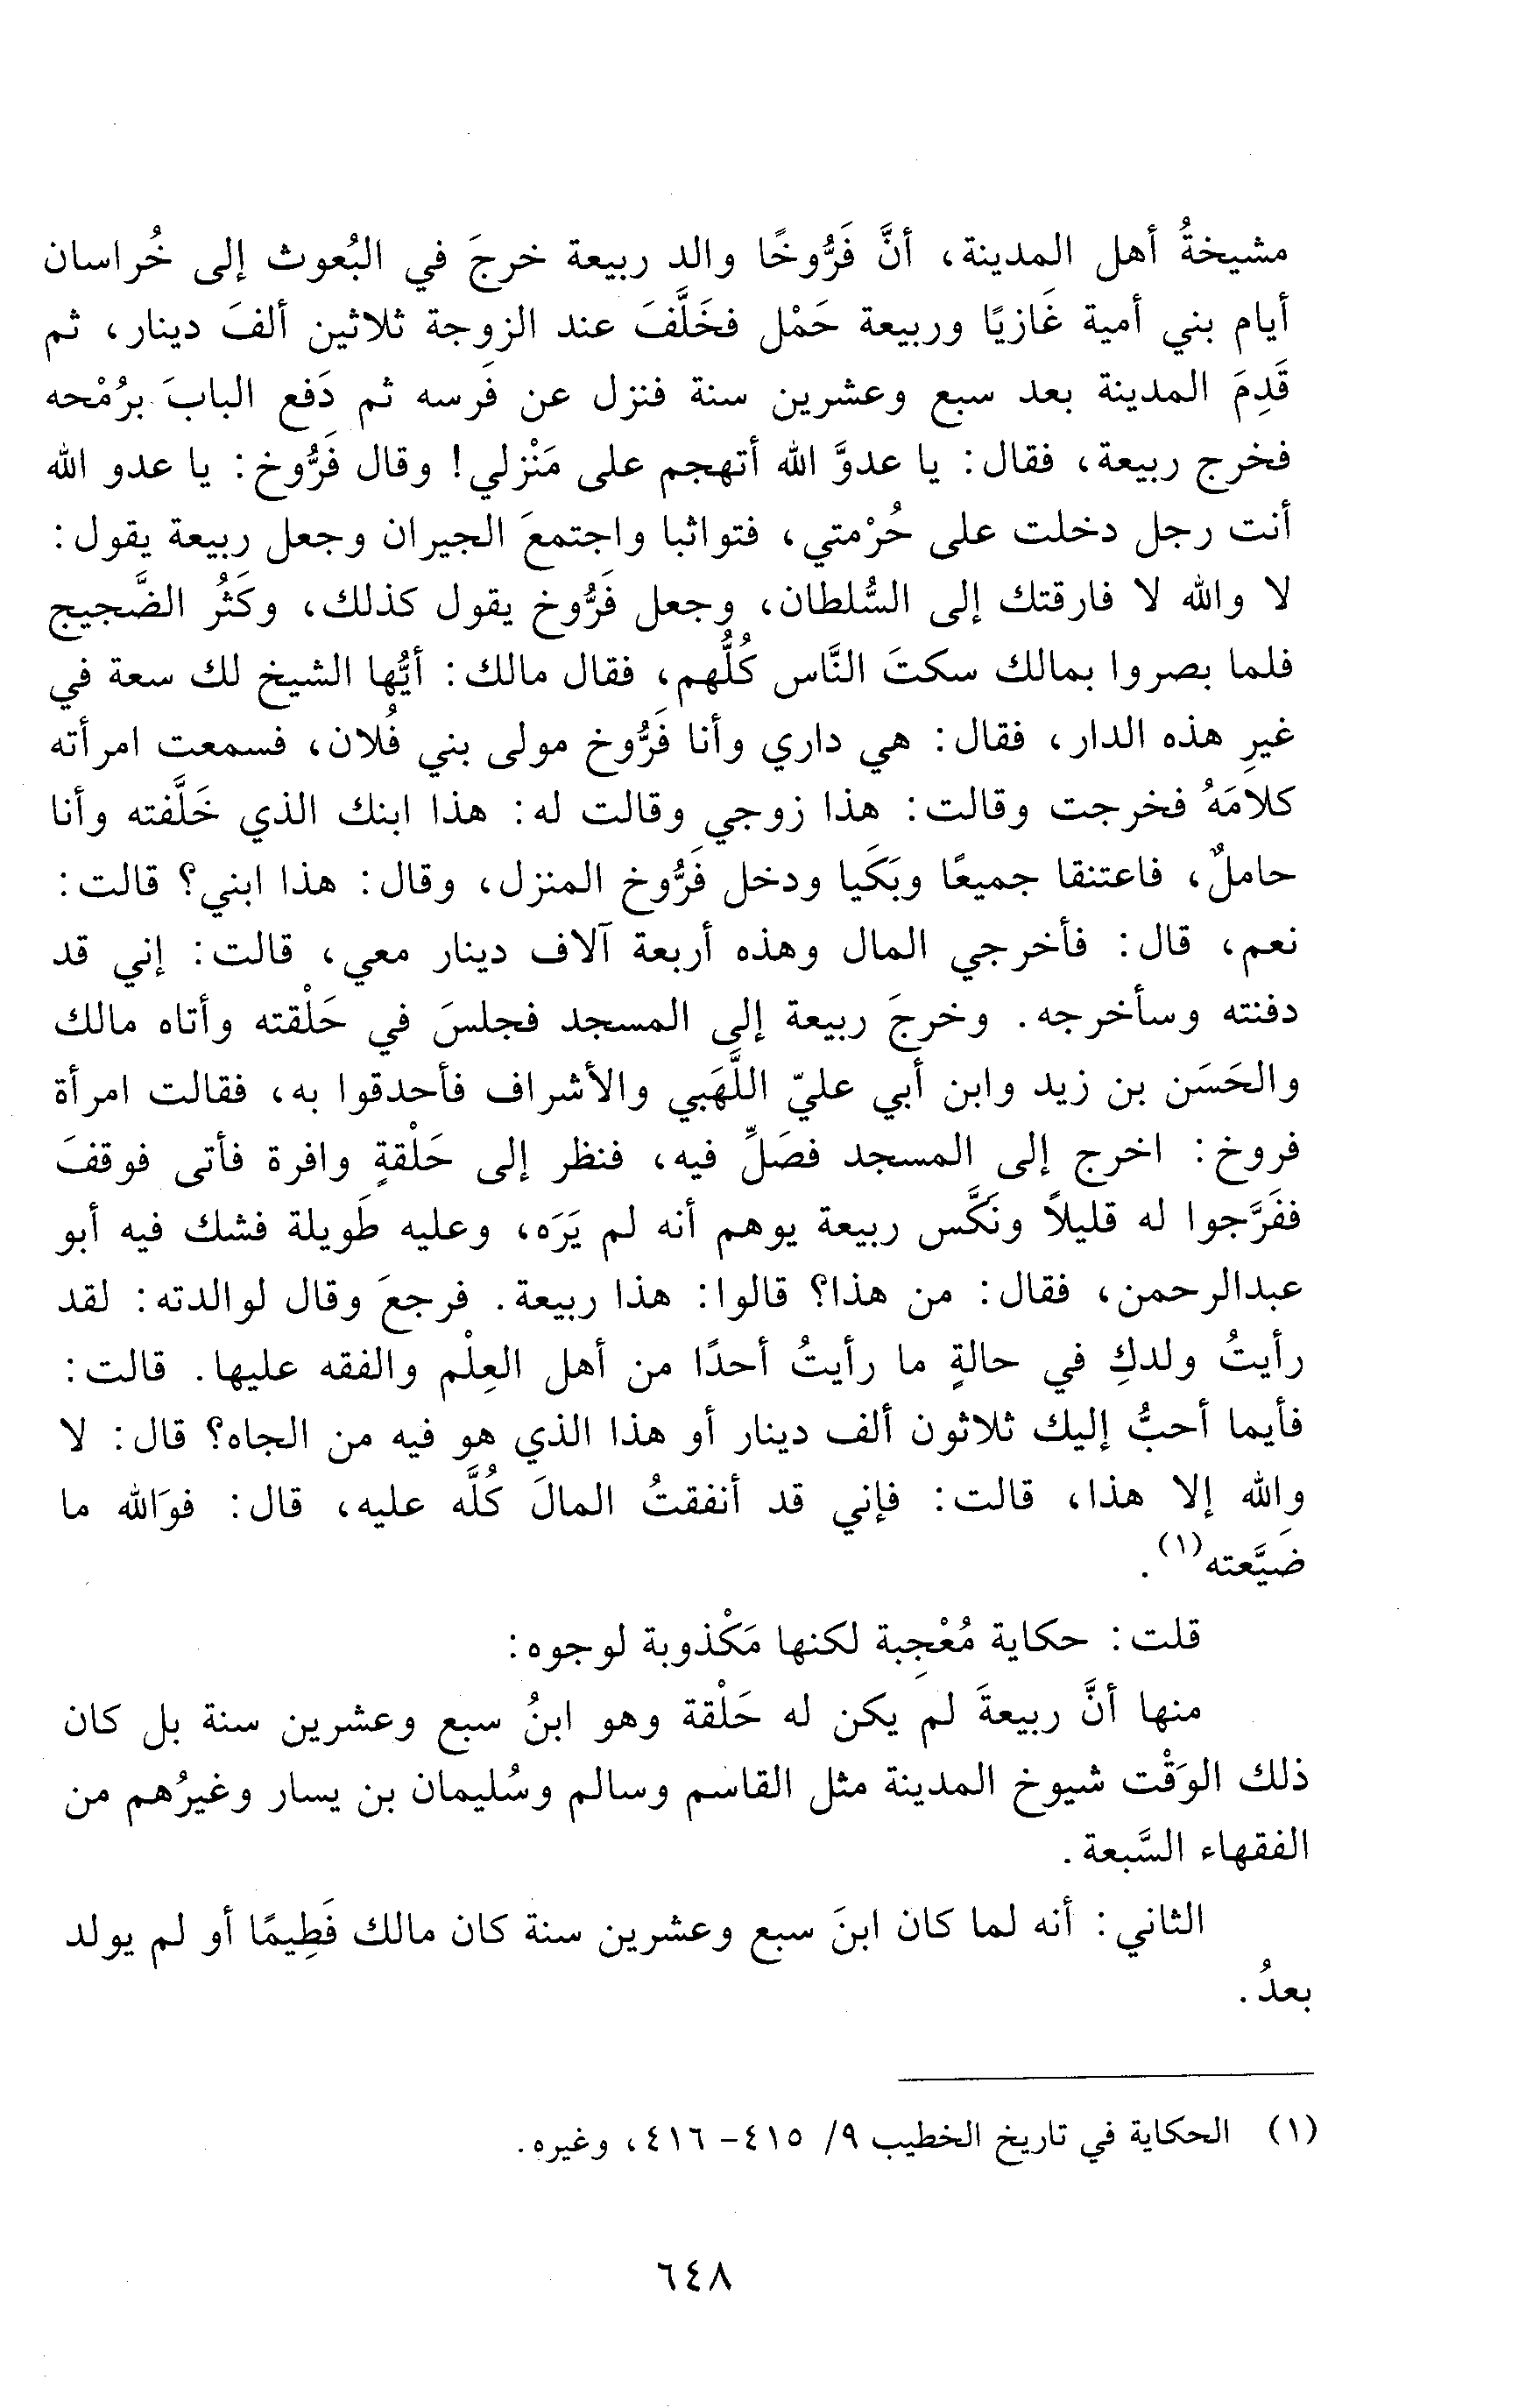 مشيخةُ أهل المدينة، أنَّ فَرُّوخًا والد ربيعة خرجَ في البُعوث إلى خُراسان
أيام بني أمية غَازيًا وربيعة حَمْل فخَلَّفَ عند الزوجة ثلاثين ألفَ دينار، ثم
قَدِمَ المدينة بعد سبع وعشرين سنة فنزل عن فَرسه ثم دَفع البابَ برُمْحه
فخرج ربيعة، فقال: يا عدوَّ الله أتهجم على مَنْزلي! وقال فَرُّوخ: يا عدو الله
أنت رجل دخلت على حُرْمتي، فتواثبا واجتمعَ الجيران وجعل ربيعة يقول:
لا والله لا فارقتك إلى السُّلطان، وجعل فَرُّوخ يقول كذلك، وكَثُر الضَّجيج
فلما بصروا بمالك سكتَ النَّاس كُلُّهم، فقال مالك: أيُّها الشيخ لك سعة في
غيرِ هذه الدار، فقال: هي داري وأنا فَرُّوخ مولى بني فُلان، فسمعت امرأته
كلامَهُ فخرجت وقالت: هذا زوجي وقالت له: هذا ابنك الذي خَلَّفته وأنا
حاملٌ، فاعتنقا جميعًا وبَكَيا ودخل فَرُّوخ المنزل، وقال: هذا ابني؟ قالت:
نعم، قال: فأخرجي المال وهذه أربعة آلاف دينار معي، قالت: إني قد
دفنته وسأخرجه. وخرجَ ربيعة إلى المسجد فجلسَ في حَلْقته وأتاه مالك
والحَسَن بن زيد وابن أبي عليّ اللَّهَبي والأشراف فأحدقوا به، فقالت امرأة
فروخ: اخرج إلى المسجد فصَلِّ فيه، فنظر إلى حَلْقةٍ وافرة فأتى فوقفَ
ففَرَّجوا له قليلاً ونَكَّس ربيعة يوهم أنه لم يَرَه، وعليه طَويلة فشك فيه أبو
عبدالرحمن، فقال: من هذا؟ قالوا: هذا ربيعة. فرجعَ وقال لوالدته: لقد
رأيتُ ولدكِ في حالةٍ ما رأيتُ أحدًا من أهل العِلْم والفقه عليها. قالت:
فأيما أحبُّ إليك ثلاثون ألف دينار أو هذا الذي هو فيه من الجاه؟ قال: لا
والله إلا هذا، قالت: فإني قد أنفقتُ المالَ كُلَّه عليه، قال: فوَالله ما
ضَيَّعته(١).
قلت: حكاية مُعْجِبة لكنها مَكْذوبة لوجوه:
منها أنَّ ربيعةَ لم يكن له حَلْقة وهو ابنُ سبع وعشرين سنة بل كان
ذلك الوَقْت شيوخ المدينة مثل القاسم وسالم وسُليمان بن يسار وغيرُهم من
الفقهاء السَّبعة.
الثاني: أنه لما كان ابنَ سبع وعشرين سنة كان مالك فَطِيمًا أو لم يولد
بعدُ.
(١) الحكاية في تاريخ الخطيب ٩/ ٤١٥- ٤١٦، وغيره.
٦٤٨